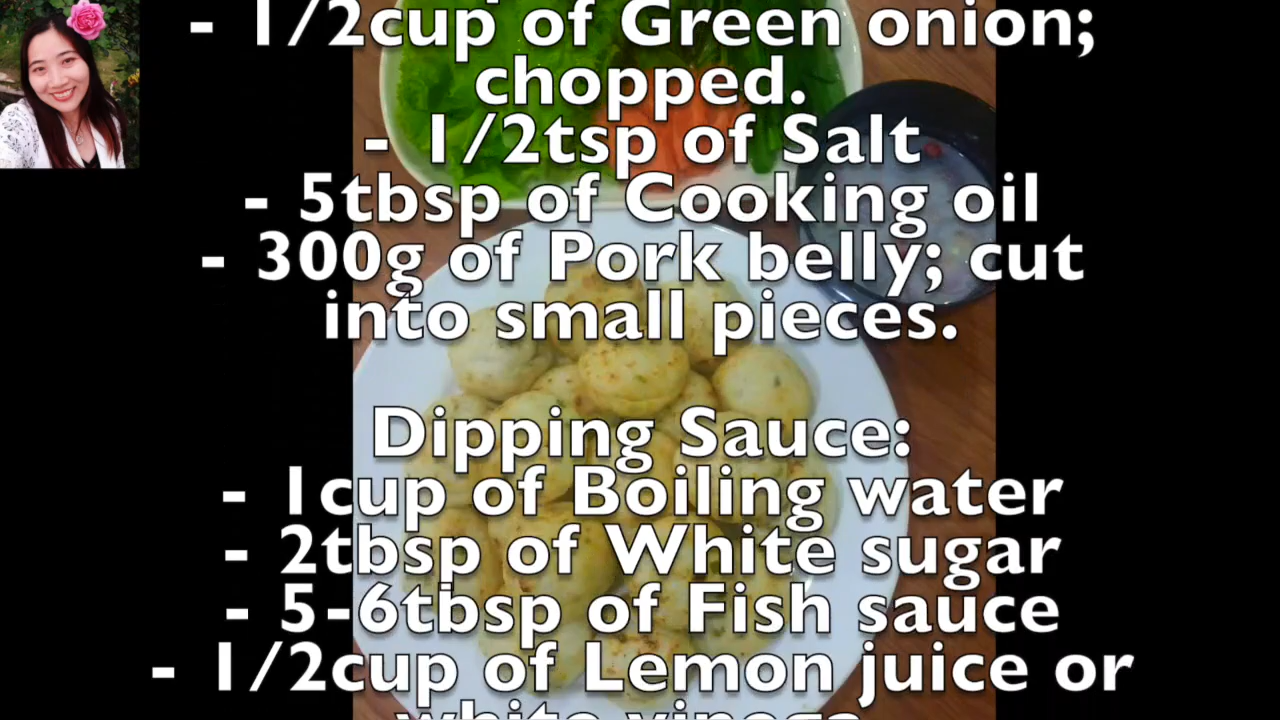 - 1/2cup of Green onion;
chopped.
- 1/2tsp of Salt
- 5tbsp of Cooking oil
- 300g of Pork belly; cut
into small pieces.
Dipping Sauce:
- 1cup of Boiling water
- 2tbsp of White sugar
- 5-6tbsp of Fish sauce
- 1/2cup of Lemon juice or
white